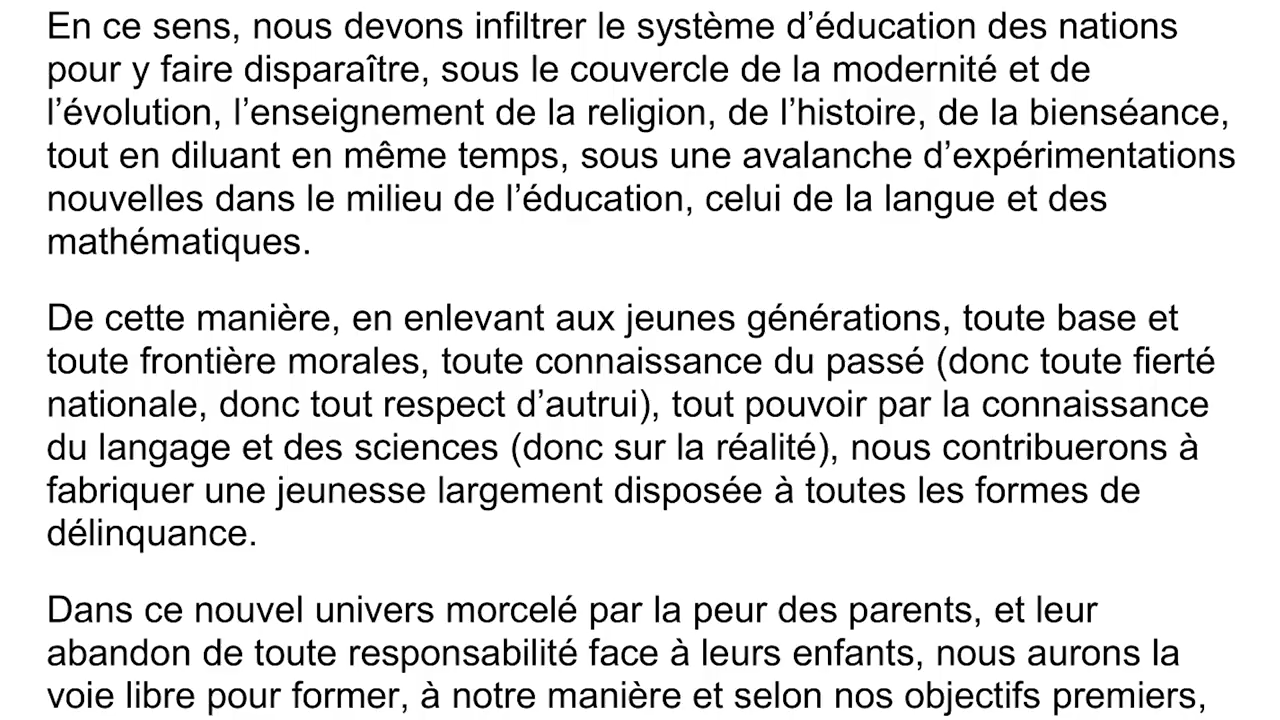 En ce sens, nous devons infiltrer le système d’éducation des nations
pour y faire disparaître, sous le couvercle de la modernité et de
l’évolution, l’enseignement de la religion, de l’histoire, de la bienséance,
tout en diluant en même temps, sous une avalanche d’expérimentations
nouvelles dans le milieu de l’éducation, celui de la langue et des
mathématiques.
De cette manière, en enlevant aux jeunes générations, toute base et
toute frontière morales, toute connaissance du passé (donc toute fierté
nationale, donc tout respect d’autrui), tout pouvoir par la connaissance
du langage et des sciences (donc sur la réalité), nous contribuerons à
fabriquer une jeunesse largement disposée à toutes les formes de
délinquance.
Dans ce nouvel univers morcelé par la peur des parents, et leur
abandon de toute responsabilité face à leurs enfants, nous aurons la
voie libre pour former, à notre manière et selon nos objectifs premiers,